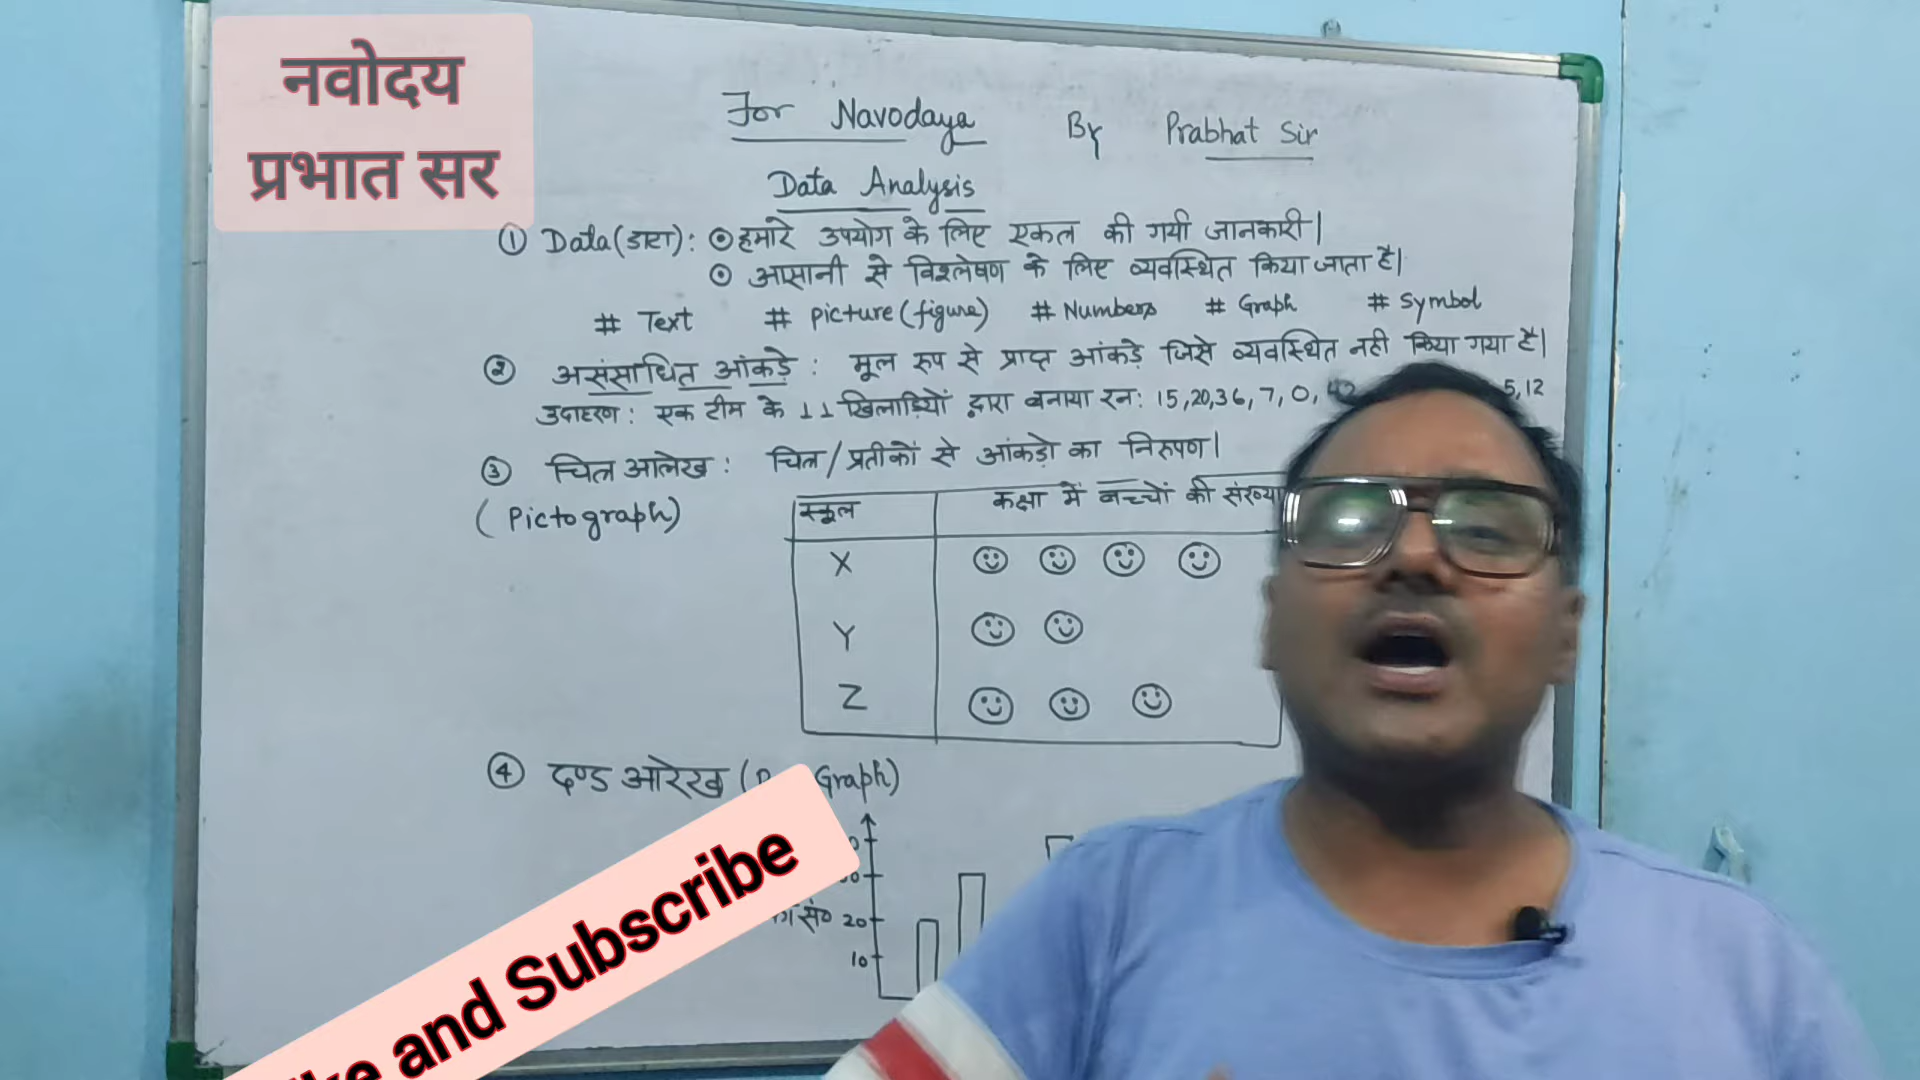 नवोदय
प्रभात सर
For Navodaya By Prabhat Sir
Data Analysis
① Data(डाटा): ⊙ हमारे उपयोग के लिए एकत्र की गयी जानकारी|
⊙ आसानी से विश्लेषण के लिए व्यवस्थित किया जाता है|
# Text # picture(figure) # Numbers # Graph # Symbol
② असंसाधित आंकड़े : मूल रुप से प्राप्त आंकड़े जिसे व्यवस्थित नही किया गया है|
उदाहरण : एक टीम के 11 खिलाड़ियों द्वारा बनाया रन: 15,20,36,7,0, 5,12
③ चित्र आलेख : चित्र/प्रतीकों से आंकड़ो का निरुपण|
(Pictograph)
स्कूल कक्षा में बच्चों की संख्या
X
Y
Z
④ दण्ड आरेख ( Graph)
20
10
and Subscribe